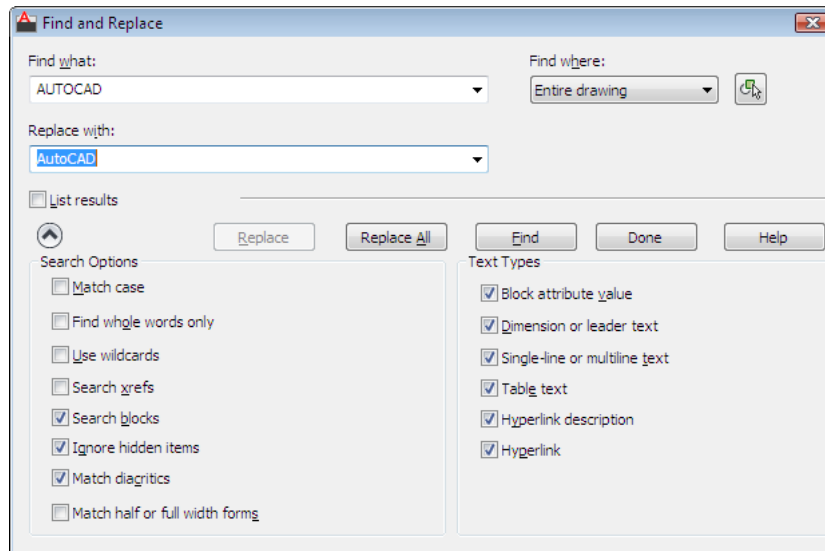 Find and Replace
Find what:
Find where:
AUTOCAD
Entire drawing
Replace with:
AutoCAD
List results
Replace
Replace All
Find
Done
Help
Search Options
Match case
Find whole words only
Use wildcards
Search xrefs
Search blocks
Ignore hidden items
Match diacritics
Match half or full width forms
Text Types
Block attribute value
Dimension or leader text
Single-line or multiline text
Table text
Hyperlink description
Hyperlink